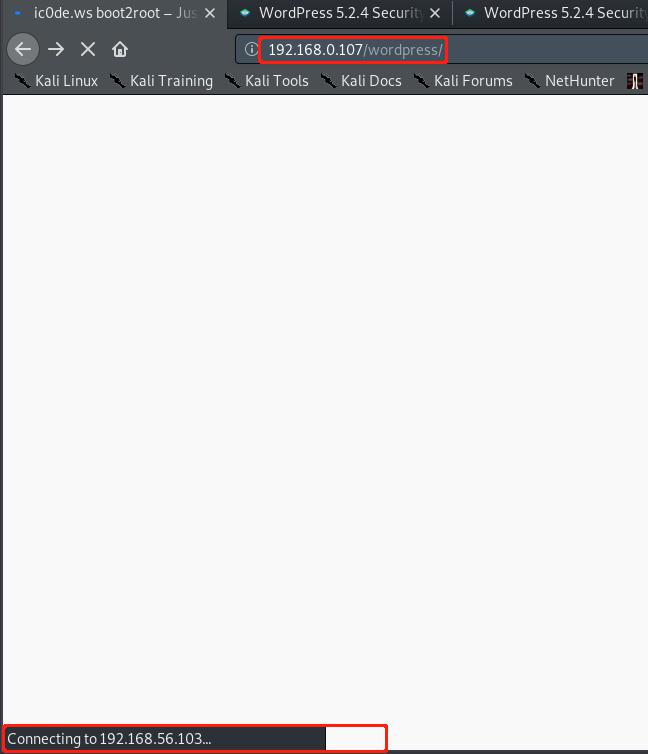 ic0de.ws boot2root – Jus
WordPress 5.2.4 Security
WordPress 5.2.4 Securit
192.168.0.107/wordpress/
Kali Linux
Kali Training
Kali Tools
Kali Docs
Kali Forums
NetHunter
Connecting to 192.168.56.103...